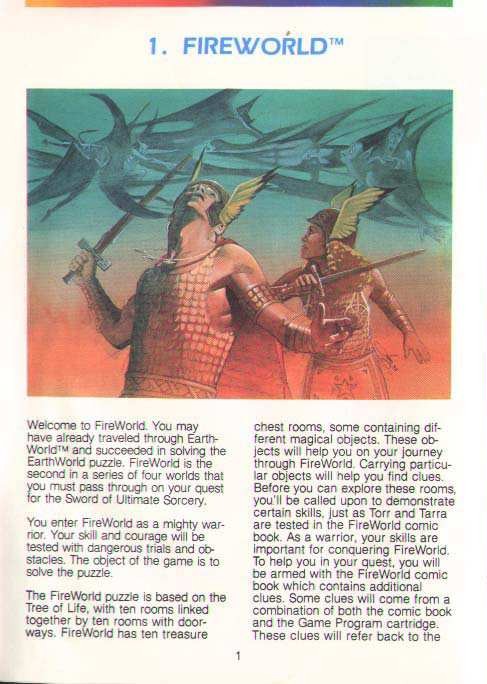 1. FIREWORLD™
Welcome to FireWorld. You may
have already traveled through Earth-
World™ and succeeded in solving the
EarthWorld puzzle. FireWorld is the
second in a series of four worlds that
you must pass through on your quest
for the Sword of Ultimate Sorcery.
You enter FireWorld as a mighty war-
rior. Your skill and courage will be
tested with dangerous trials and ob-
stacles. The object of the game is to
solve the puzzle.
The FireWorld puzzle is based on the
Tree of Life, with ten rooms linked
together by ten rooms with door-
ways. FireWorld has ten treasure
chest rooms, some containing dif-
ferent magical objects. These ob-
jects will help you on your journey
through FireWorld. Carrying particu-
lar objects will help you find clues.
Before you can explore these rooms,
you'll be called upon to demonstrate
certain skills, just as Torr and Tarra
are tested in the FireWorld comic
book. As a warrior, your skills are
important for conquering FireWorld.
To help you in your quest, you will
be armed with the FireWorld comic
book which contains additional
clues. Some clues will come from a
combination of both the comic book
and the Game Program cartridge.
These clues will refer back to the
1